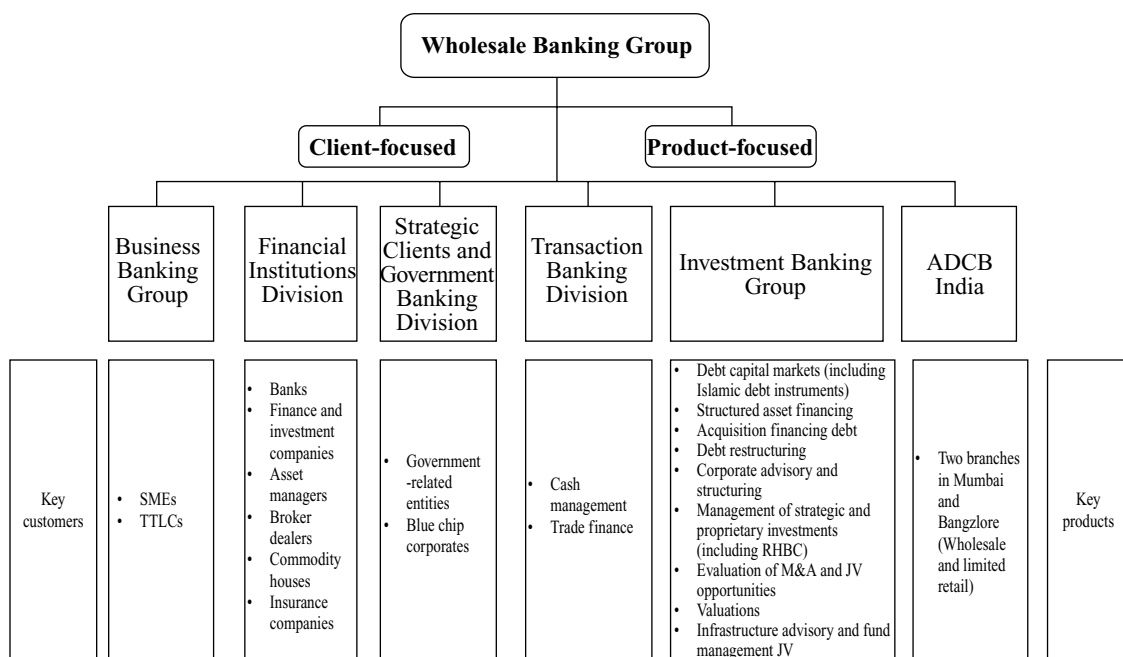 Wholesale Banking Group
Client-focused
Product-focused
Business
Banking
Group
Financial
Institutions
Division
Strategic
Clients and
Government
Banking
Division
Transaction
Banking
Division
Investment Banking
Group
ADCB
India
Key
customers
• SMEs
• TTLCs
• Banks
• Finance and
investment
companies
• Asset
managers
• Broker
dealers
• Commodity
houses
• Insurance
companies
• Government
-related
entities
• Blue chip
corporates
• Cash
management
• Trade finance
• Debt capital markets (including
Islamic debt instruments)
• Structured asset financing
• Acquisition financing debt
• Debt restructuring
• Corporate advisory and
structuring
• Management of strategic and
proprietary investments
(including RHBC)
• Evaluation of M&A and JV
opportunities
• Valuations
• Infrastructure advisory and fund
management JV
• Two branches
in Mumbai
and
Bangzlore
(Wholesale
and limited
retail)
Key
products